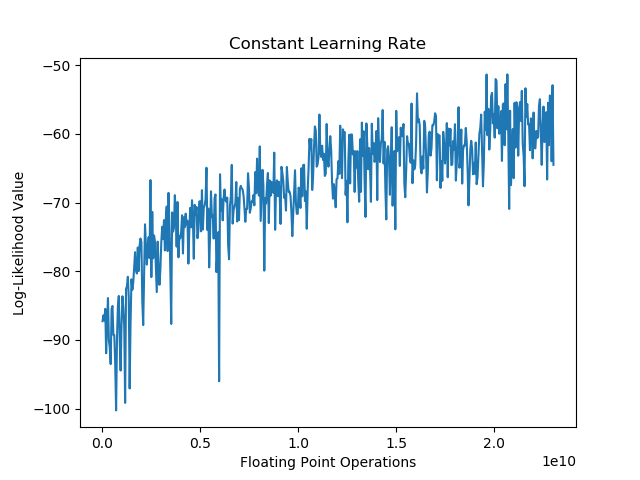 Constant Learning Rate
Log-Likelihood Value
−50
−60
−70
−80
−90
−100
0.0 0.5 1.0 1.5 2.0
1e10
Floating Point Operations